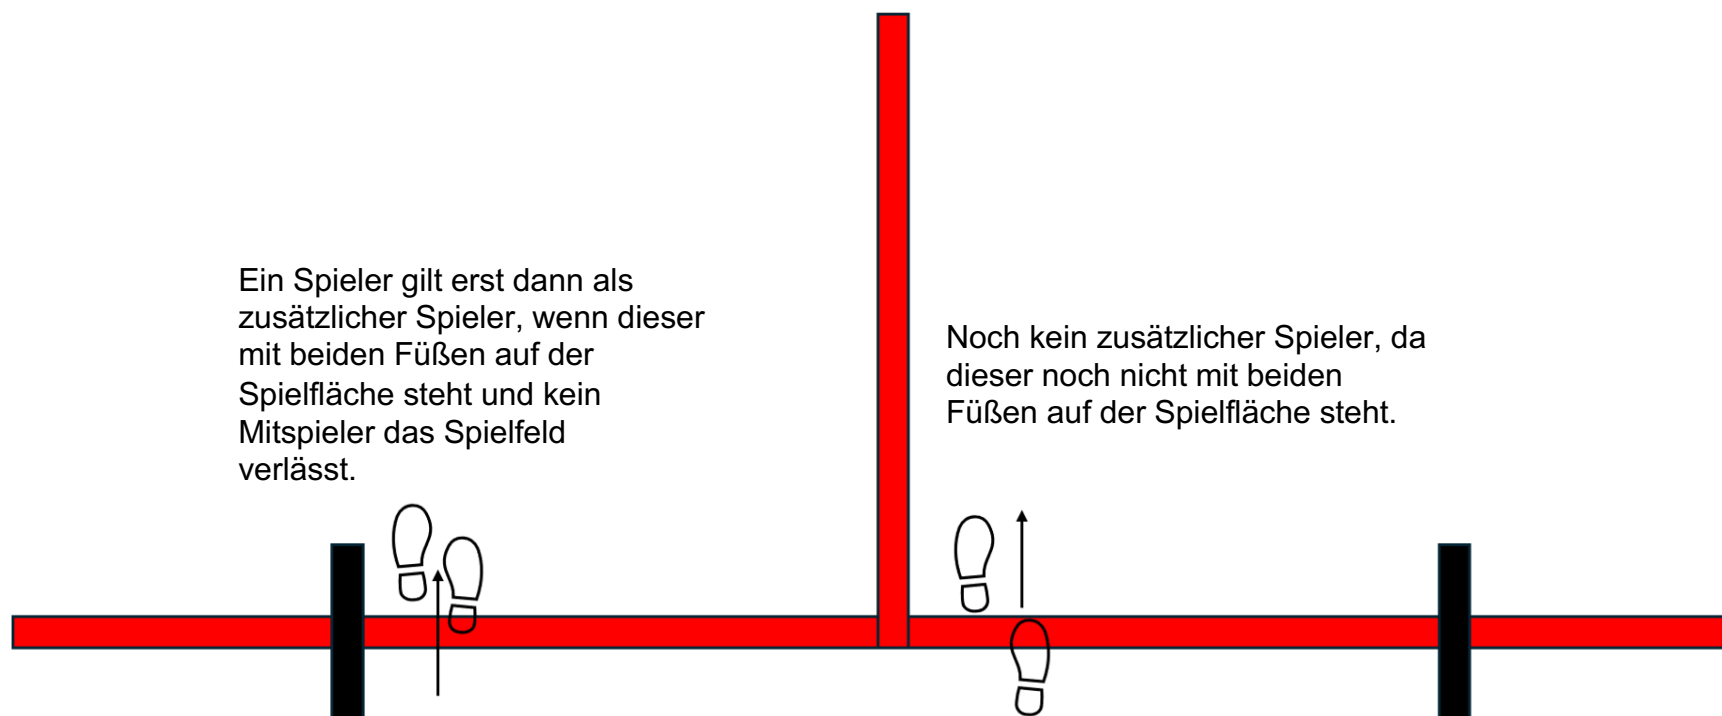 Ein Spieler gilt erst dann als
zusätzlicher Spieler, wenn dieser
mit beiden Füßen auf der
Spielfläche steht und kein
Mitspieler das Spielfeld
verlässt.
Noch kein zusätzlicher Spieler, da
dieser noch nicht mit beiden
Füßen auf der Spielfläche steht.